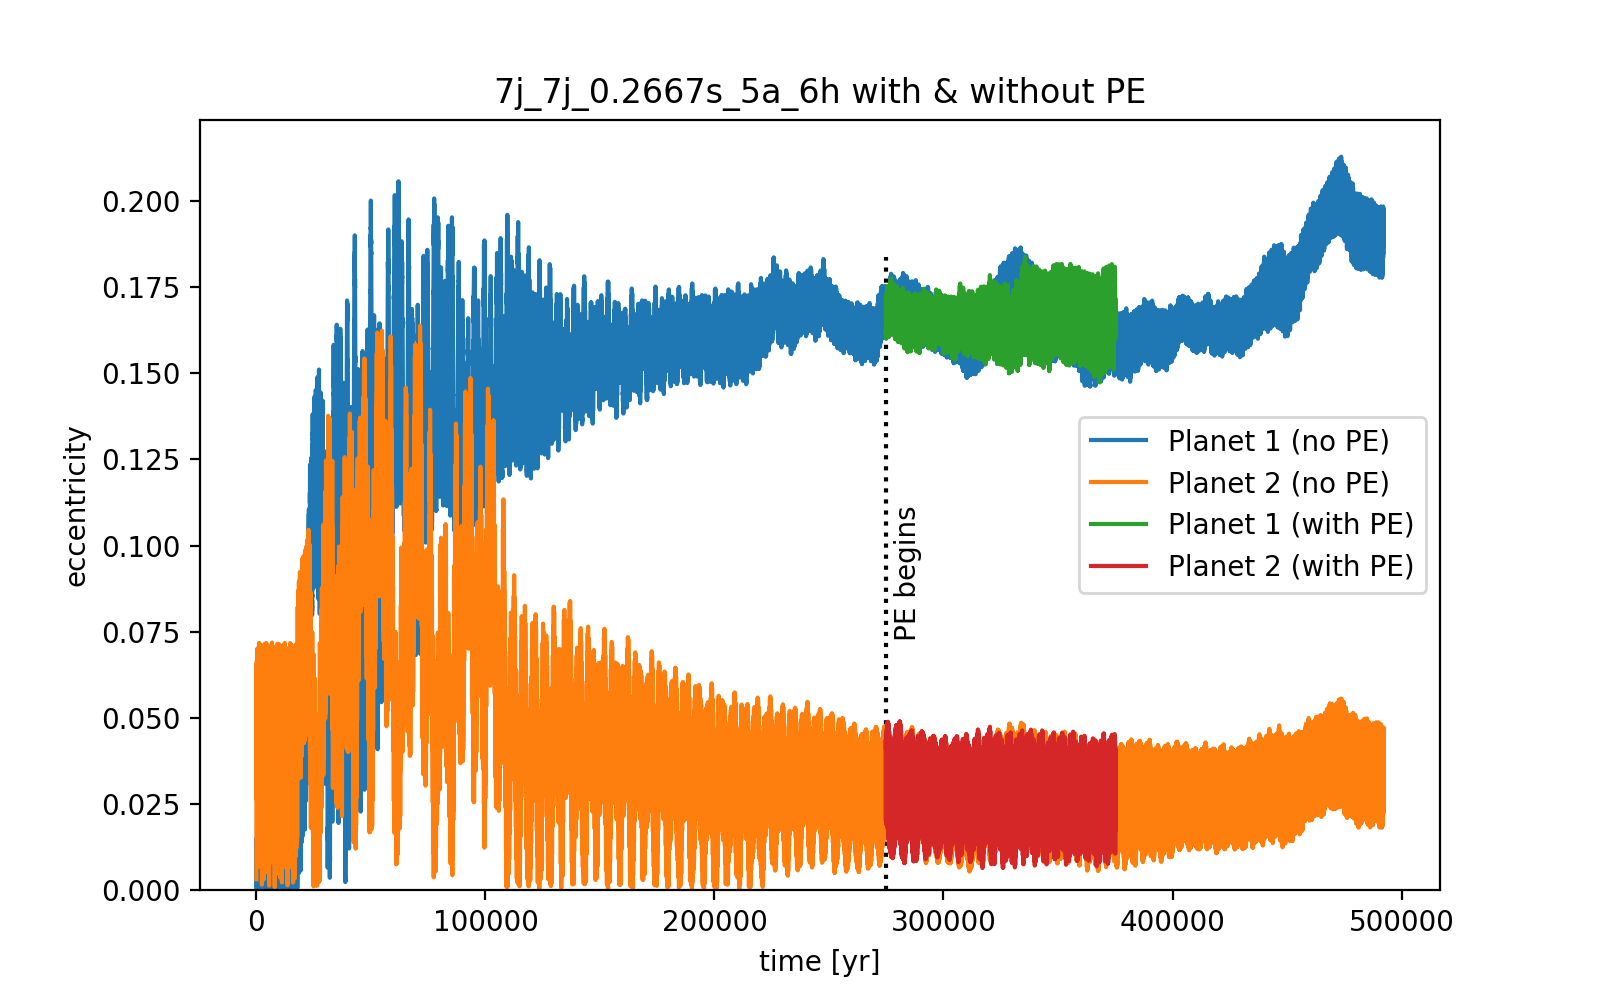 7j_7j_0.2667s_5a_6h with & without PE
eccentricity
0.200
0.175
0.150
0.125
0.100
0.075
0.050
0.025
0.000
PE begins
Planet 1 (no PE)
Planet 2 (no PE)
Planet 1 (with PE)
Planet 2 (with PE)
0
100000
200000
300000
400000
500000
time [yr]